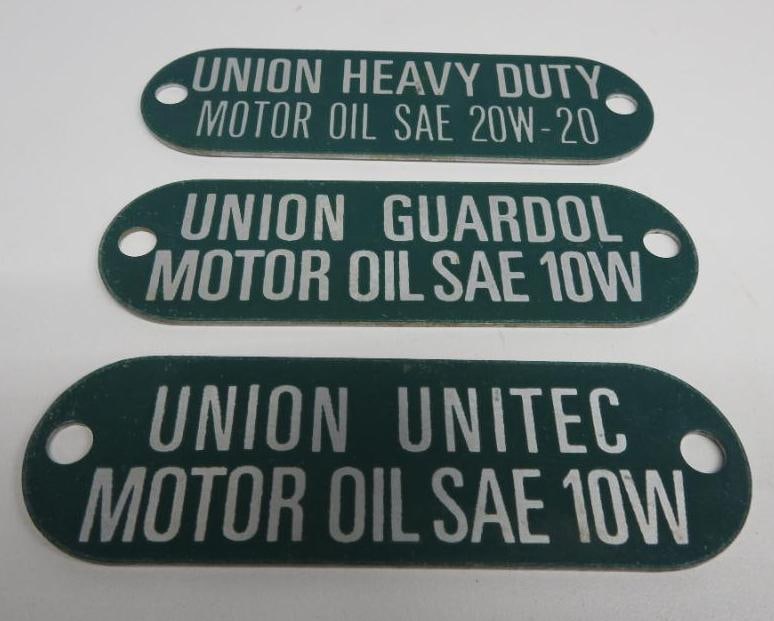 UNION HEAVY DUTY
MOTOR OIL SAE 20W-20
UNION GUARDOL
MOTOR OIL SAE 10W
UNION UNITEC
MOTOR OIL SAE 10W